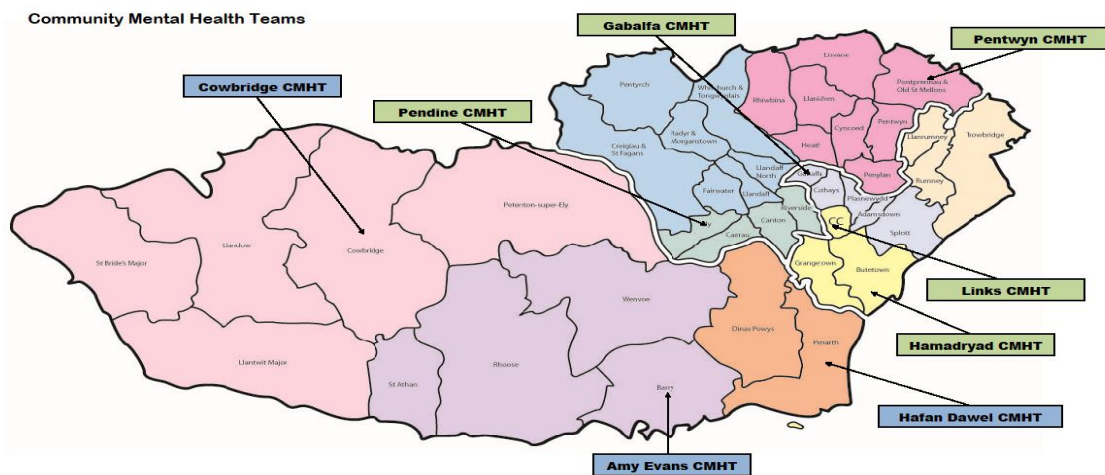 Community Mental Health Teams
Gabalfa CMHT
Pentwyn CMHT
Cowbridge CMHT
Pendine CMHT
Links CMHT
Hamadryad CMHT
Hafan Dawel CMHT
Amy Evans CMHT
Lisvane
Pontprennau &
Old St Mellons
Pentyrch
Whitchurch &
Tongwynlais
Rhiwbina
Llanishen
Cyncoed
Pentwyn
Heath
Penylan
Llanrumney
Trowbridge
Rumney
Radyr &
Morganstown
Creigiau &
St Fagans
Llandaff
North
Fairwater
Llandaff
Gabalfa
Cathays
Plasnewydd
Adamsdown
Splott
Riverside
Canton
Caerau
CC
Grangetown
Butetown
Peterston-super-Ely
Cowbridge
Llandow
St Bride's Major
Llantwit Major
St Athan
Rhoose
Wenvoe
Barry
Dinas Powys
Penarth